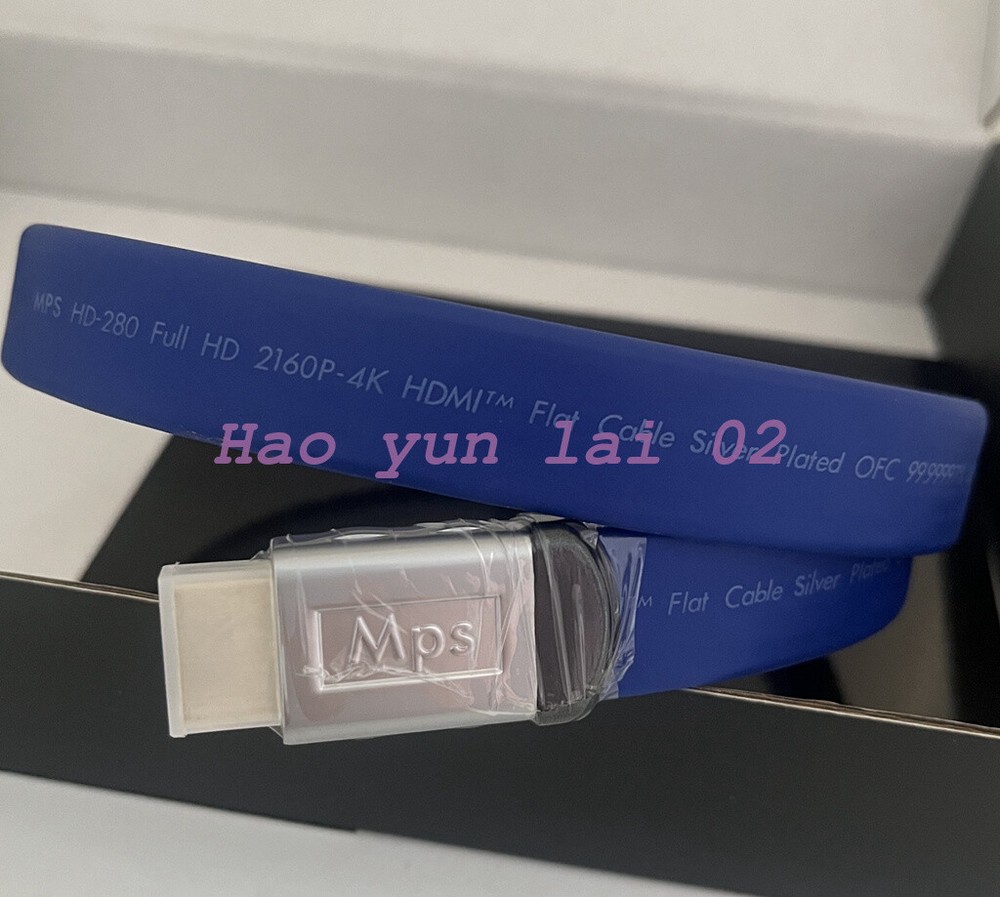 MPS HD-280 Full HD 2160P-4K HDMI™ Flat Cable Silver Plated OFC
Hao yun lai 02
Mps
™ Flat Cable Silver Plated